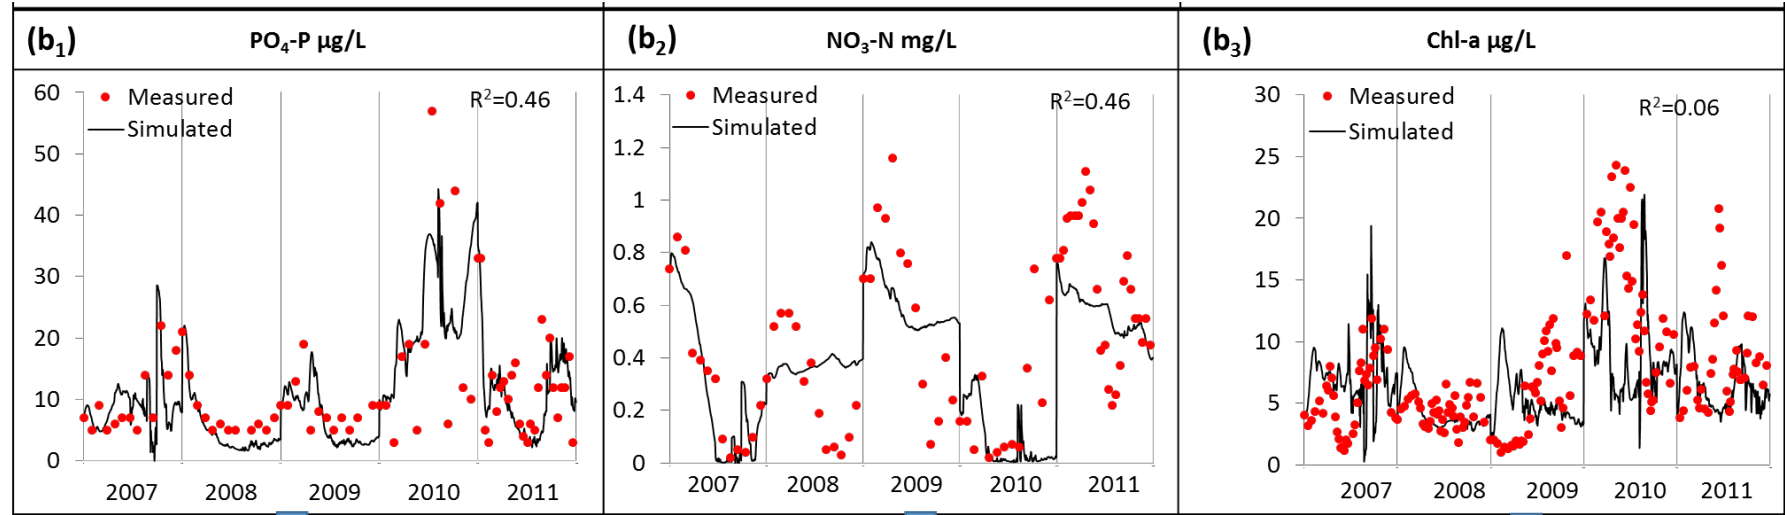 (b₁) PO₄-P µg/L
60
50
40
30
20
10
0
Measured
Simulated
R²=0.46
2007 2008 2009 2010 2011
(b₂) NO₃-N mg/L
1.4
1.2
1
0.8
0.6
0.4
0.2
0
Measured
Simulated
R²=0.46
2007 2008 2009 2010 2011
(b₃) Chl-a µg/L
30
25
20
15
10
5
0
Measured
Simulated
R²=0.06
2007 2008 2009 2010 2011